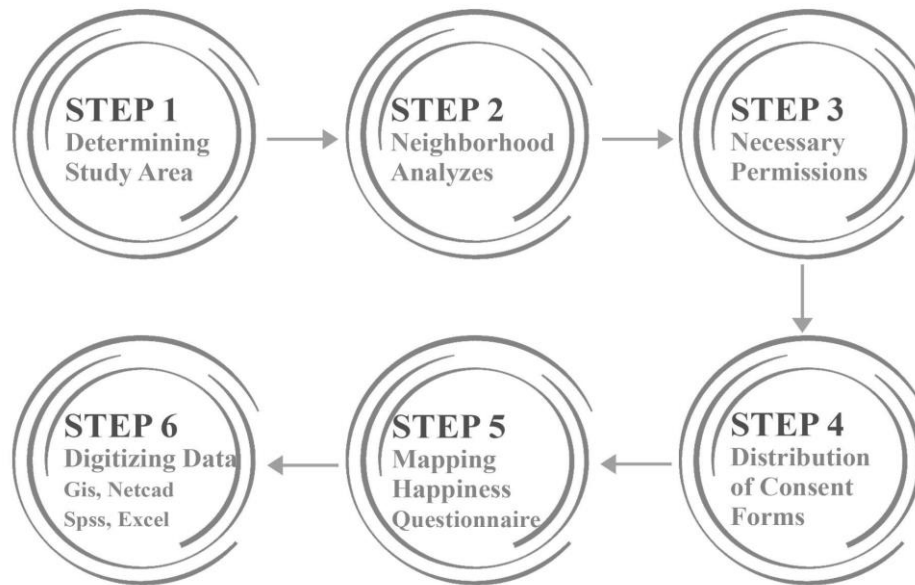 STEP 1
Determining
Study Area
STEP 2
Neighborhood
Analyzes
STEP 3
Necessary
Permissions
STEP 4
Distribution
of Consent
Forms
STEP 5
Mapping
Happiness
Questionnaire
STEP 6
Digitizing Data
Gis, Netcad
Spss, Excel